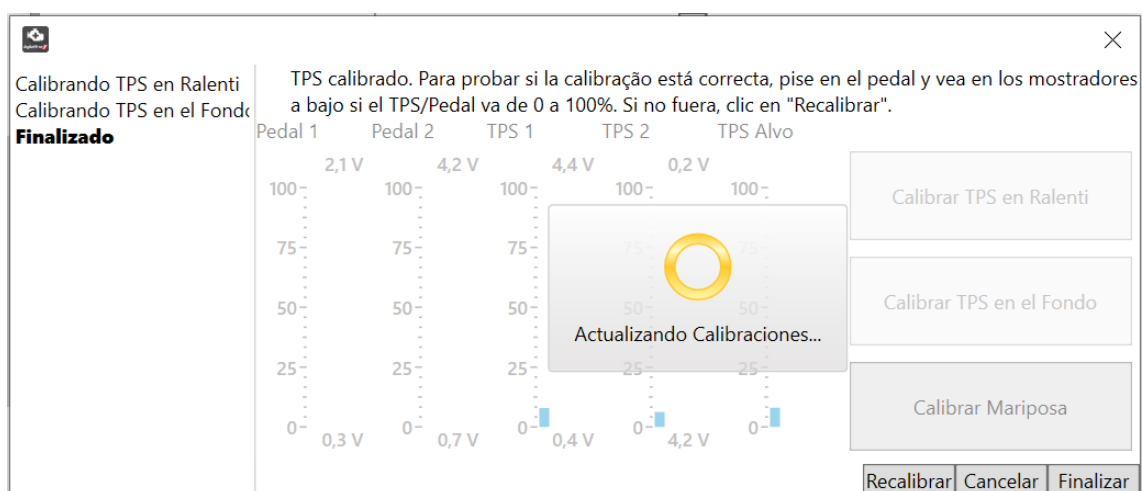 Calibrando TPS en Ralenti
Calibrando TPS en el Fondo
Finalizado
TPS calibrado. Para probar si la calibração está correcta, pise en el pedal y vea en los mostradores
a bajo si el TPS/Pedal va de 0 a 100%. Si no fuera, clic en "Recalibrar".
Pedal 1 Pedal 2 TPS 1 TPS 2 TPS Alvo
2,1 V 4,2 V 4,4 V 0,2 V
100 100 100 100 100
75 75 75 75 75
50 50 50 50 50
25 25 25 25 25
0 0 0 0 0
0,3 V 0,7 V 0,4 V 4,2 V
Actualizando Calibraciones...
Calibrar TPS en Ralenti
Calibrar TPS en el Fondo
Calibrar Mariposa
Recalibrar Cancelar Finalizar